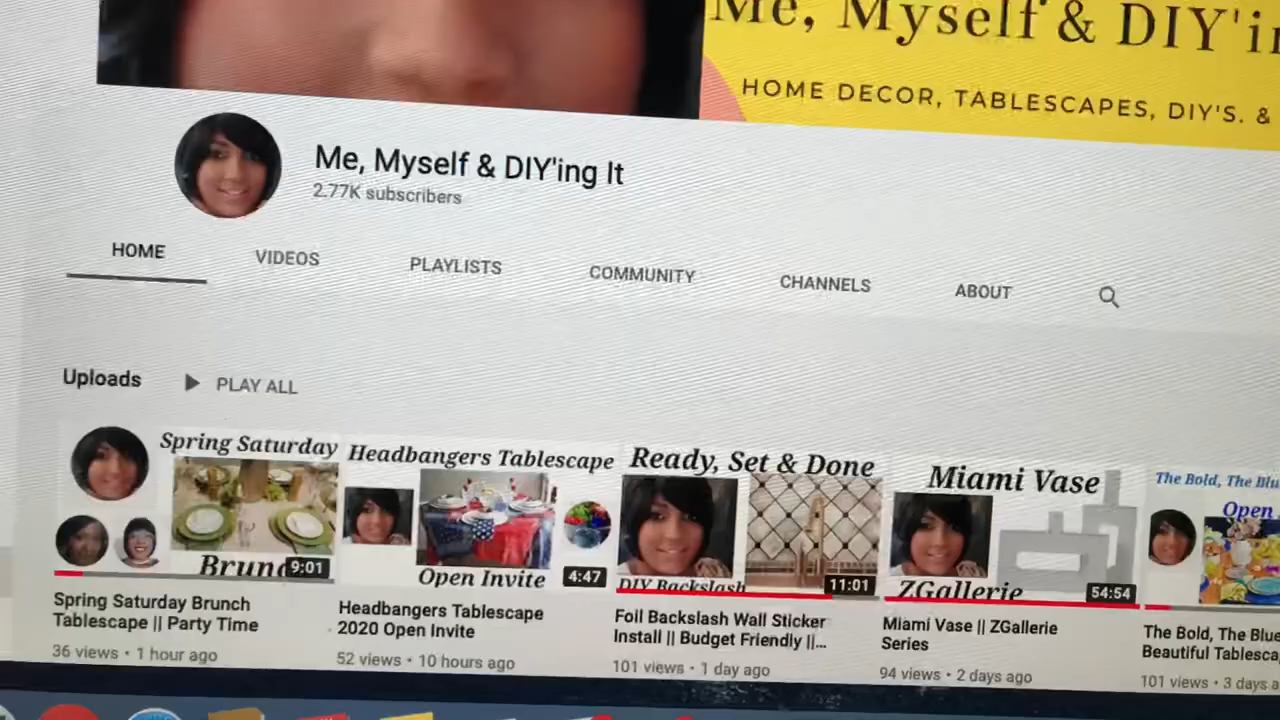 Me, Myself & DIY'in
HOME DECOR, TABLESCAPES, DIY'S. &
Me, Myself & DIY'ing It
2.77K subscribers
HOME VIDEOS PLAYLISTS COMMUNITY CHANNELS ABOUT
Uploads PLAY ALL
Spring Saturday
Brunc
9:01
Headbangers Tablescape
Open Invite
4:47
Ready, Set & Done
DIY Backslash
11:01
Miami Vase
ZGallerie
54:54
The Bold, The Blu
Open
Spring Saturday Brunch
Tablescape || Party Time
36 views • 1 hour ago
Headbangers Tablescape
2020 Open Invite
52 views • 10 hours ago
Foil Backslash Wall Sticker
Install || Budget Friendly ||...
101 views • 1 day ago
Miami Vase || ZGallerie
Series
94 views • 2 days ago
The Bold, The Blue
Beautiful Tablesca
101 views • 3 days a